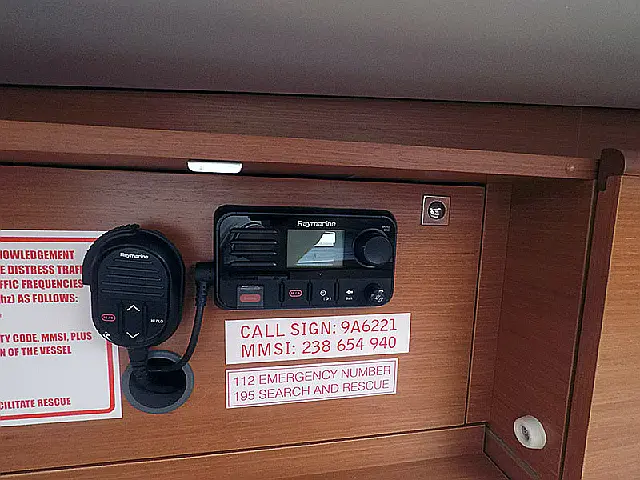 Raymarine
Raymarine
NOWLEDGEMENT
E DISTRESS TRAFF
FFIC FREQUENCIES
hz) AS FOLLOWS:
TY CODE, MMSI, PLUS
N OF THE VESSEL
CILITATE RESCUE
CALL SIGN: 9A6221
MMSI: 238 654 940
112 EMERGENCY NUMBER
195 SEARCH AND RESCUE